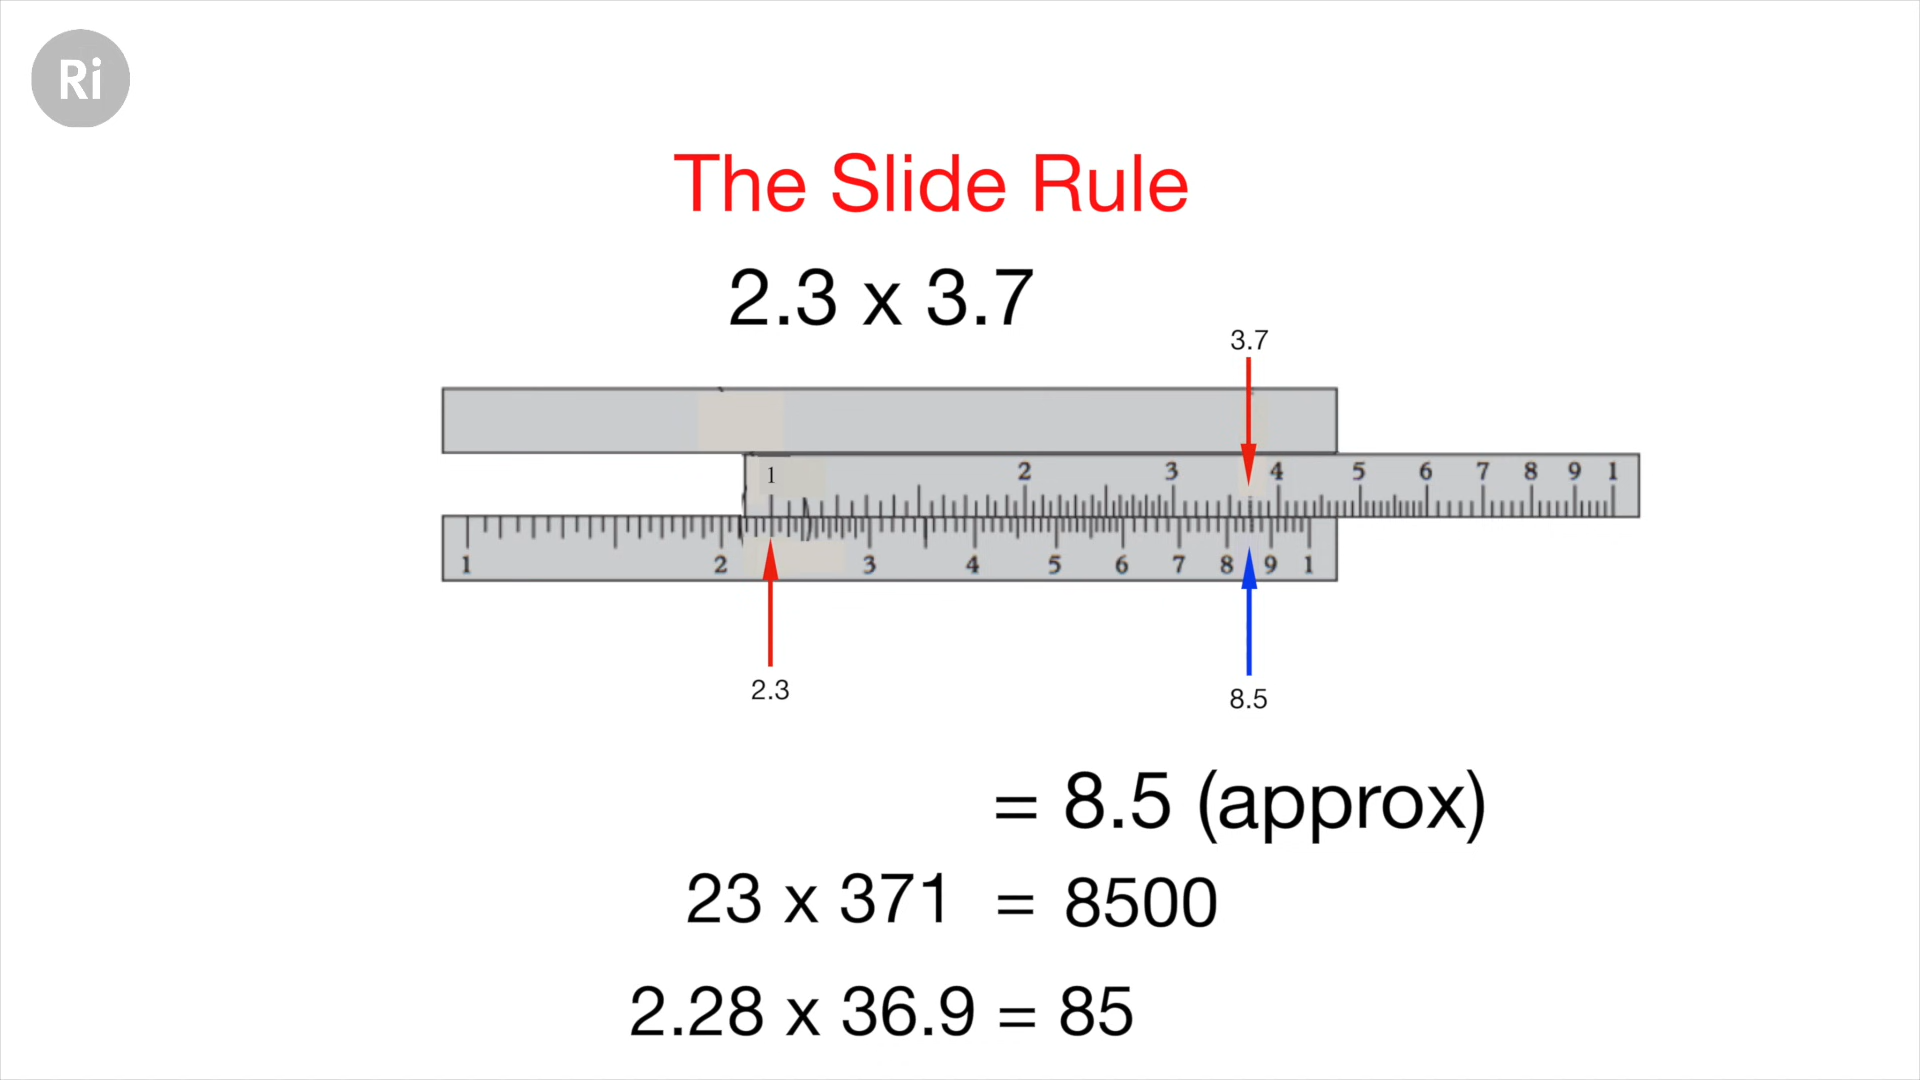 Ri
The Slide Rule
2.3 x 3.7
3.7
1 2 3 4 5 6 7 8 9 1
1 2 3 4 5 6 7 8 9 1
2.3
8.5
= 8.5 (approx)
23 x 371 = 8500
2.28 x 36.9 = 85